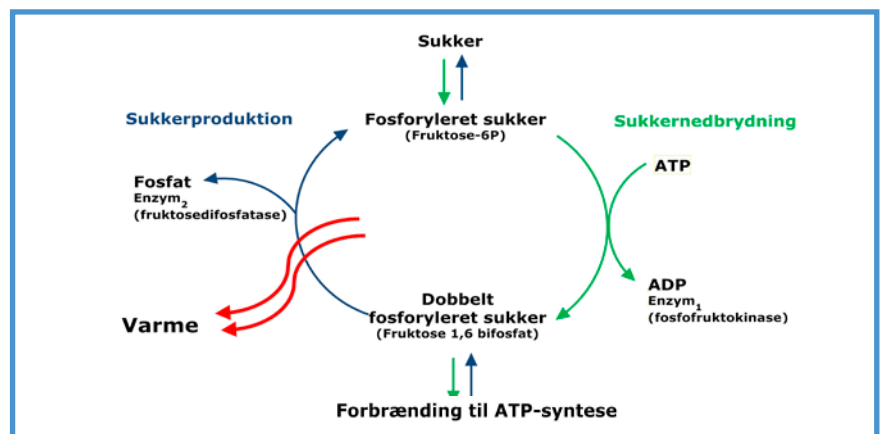 Sukker
Sukkerproduktion
Fosforyleret sukker
(Fruktose-6P)
Sukkernedbrydning
ATP
Fosfat
Enzym₂
(fruktosedifosfatase)
ADP
Enzym₁
(fosfofruktokinase)
Varme
Dobbelt
fosforyleret sukker
(Fruktose 1,6 bifosfat)
Forbrænding til ATP-syntese